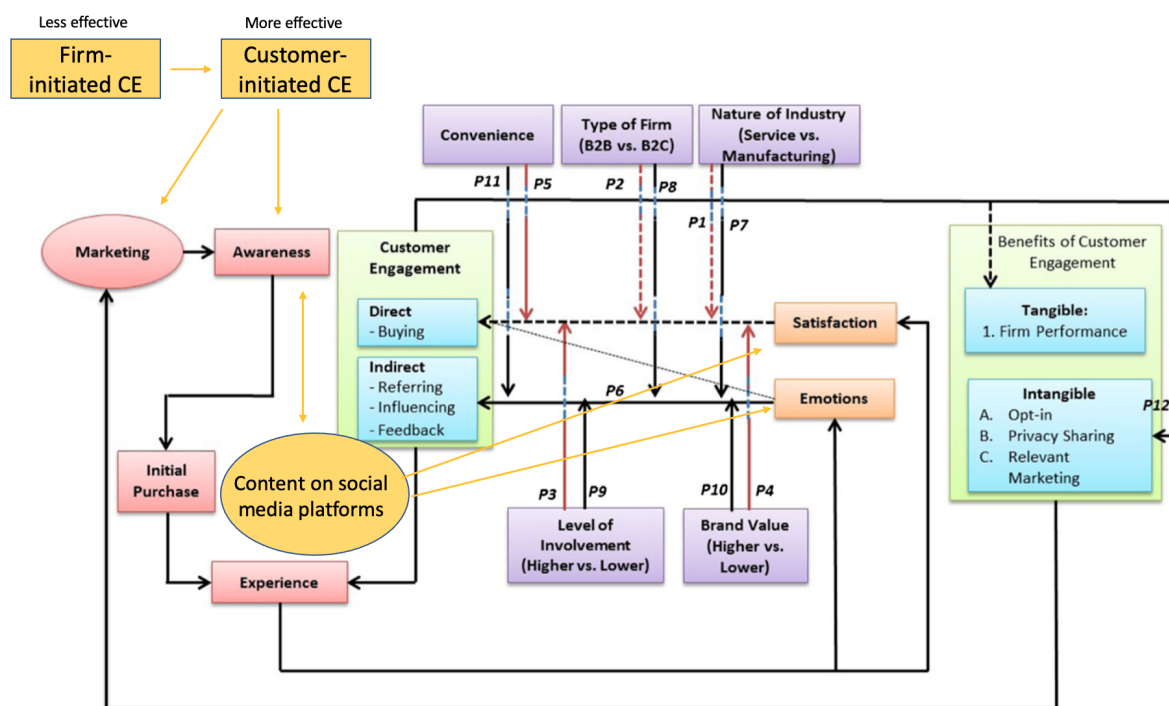 Less effective
More effective
Firm-
initiated CE
Customer-
initiated CE
Convenience
Type of Firm
(B2B vs. B2C)
Nature of Industry
(Service vs.
Manufacturing)
P11
P5
P2
P8
P1
P7
Marketing
Awareness
Customer
Engagement
Direct
- Buying
Indirect
- Referring
- Influencing
- Feedback
Satisfaction
Emotions
P6
Benefits of Customer
Engagement
Tangible:
1. Firm Performance
Intangible
A. Opt-in
B. Privacy Sharing
C. Relevant
Marketing
P12
Initial
Purchase
Content on social
media platforms
Experience
P3
P9
P10
P4
Level of
Involvement
(Higher vs. Lower)
Brand Value
(Higher vs.
Lower)